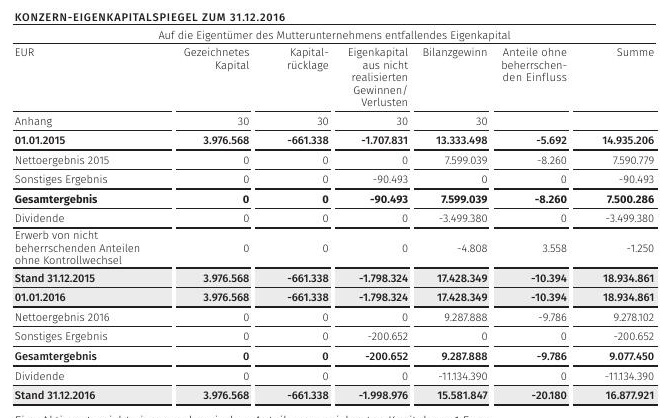 KONZERN-EIGENKAPITALSPIEGEL ZUM 31.12.2016
Auf die Eigentümer des Mutterunternehmens entfallendes Eigenkapital
EUR Gezeichnetes Kapital Kapital-rücklage Eigenkapital aus nicht realisierten Gewinnen/Verlusten Bilanzgewinn Anteile ohne beherrschen-den Einfluss Summe
Anhang 30 30 30 30
01.01.2015 3.976.568 -661.338 -1.707.831 13.333.498 -5.692 14.935.206
Nettoergebnis 2015 0 0 0 7.599.039 -8.260 7.590.779
Sonstiges Ergebnis 0 0 -90.493 0 0 -90.493
Gesamtergebnis 0 0 -90.493 7.599.039 -8.260 7.500.286
Dividende 0 0 0 -3.499.380 0 -3.499.380
Erwerb von nicht
beherrschenden Anteilen
ohne Kontrollwechsel 0 0 0 -4.808 3.558 -1.250
Stand 31.12.2015 3.976.568 -661.338 -1.798.324 17.428.349 -10.394 18.934.861
01.01.2016 3.976.568 -661.338 -1.798.324 17.428.349 -10.394 18.934.861
Nettoergebnis 2016 0 0 0 9.287.888 -9.786 9.278.102
Sonstiges Ergebnis 0 0 -200.652 0 0 -200.652
Gesamtergebnis 0 0 -200.652 9.287.888 -9.786 9.077.450
Dividende 0 0 0 -11.134.390 0 -11.134.390
Stand 31.12.2016 3.976.568 -661.338 -1.998.976 15.581.847 -20.180 16.877.921